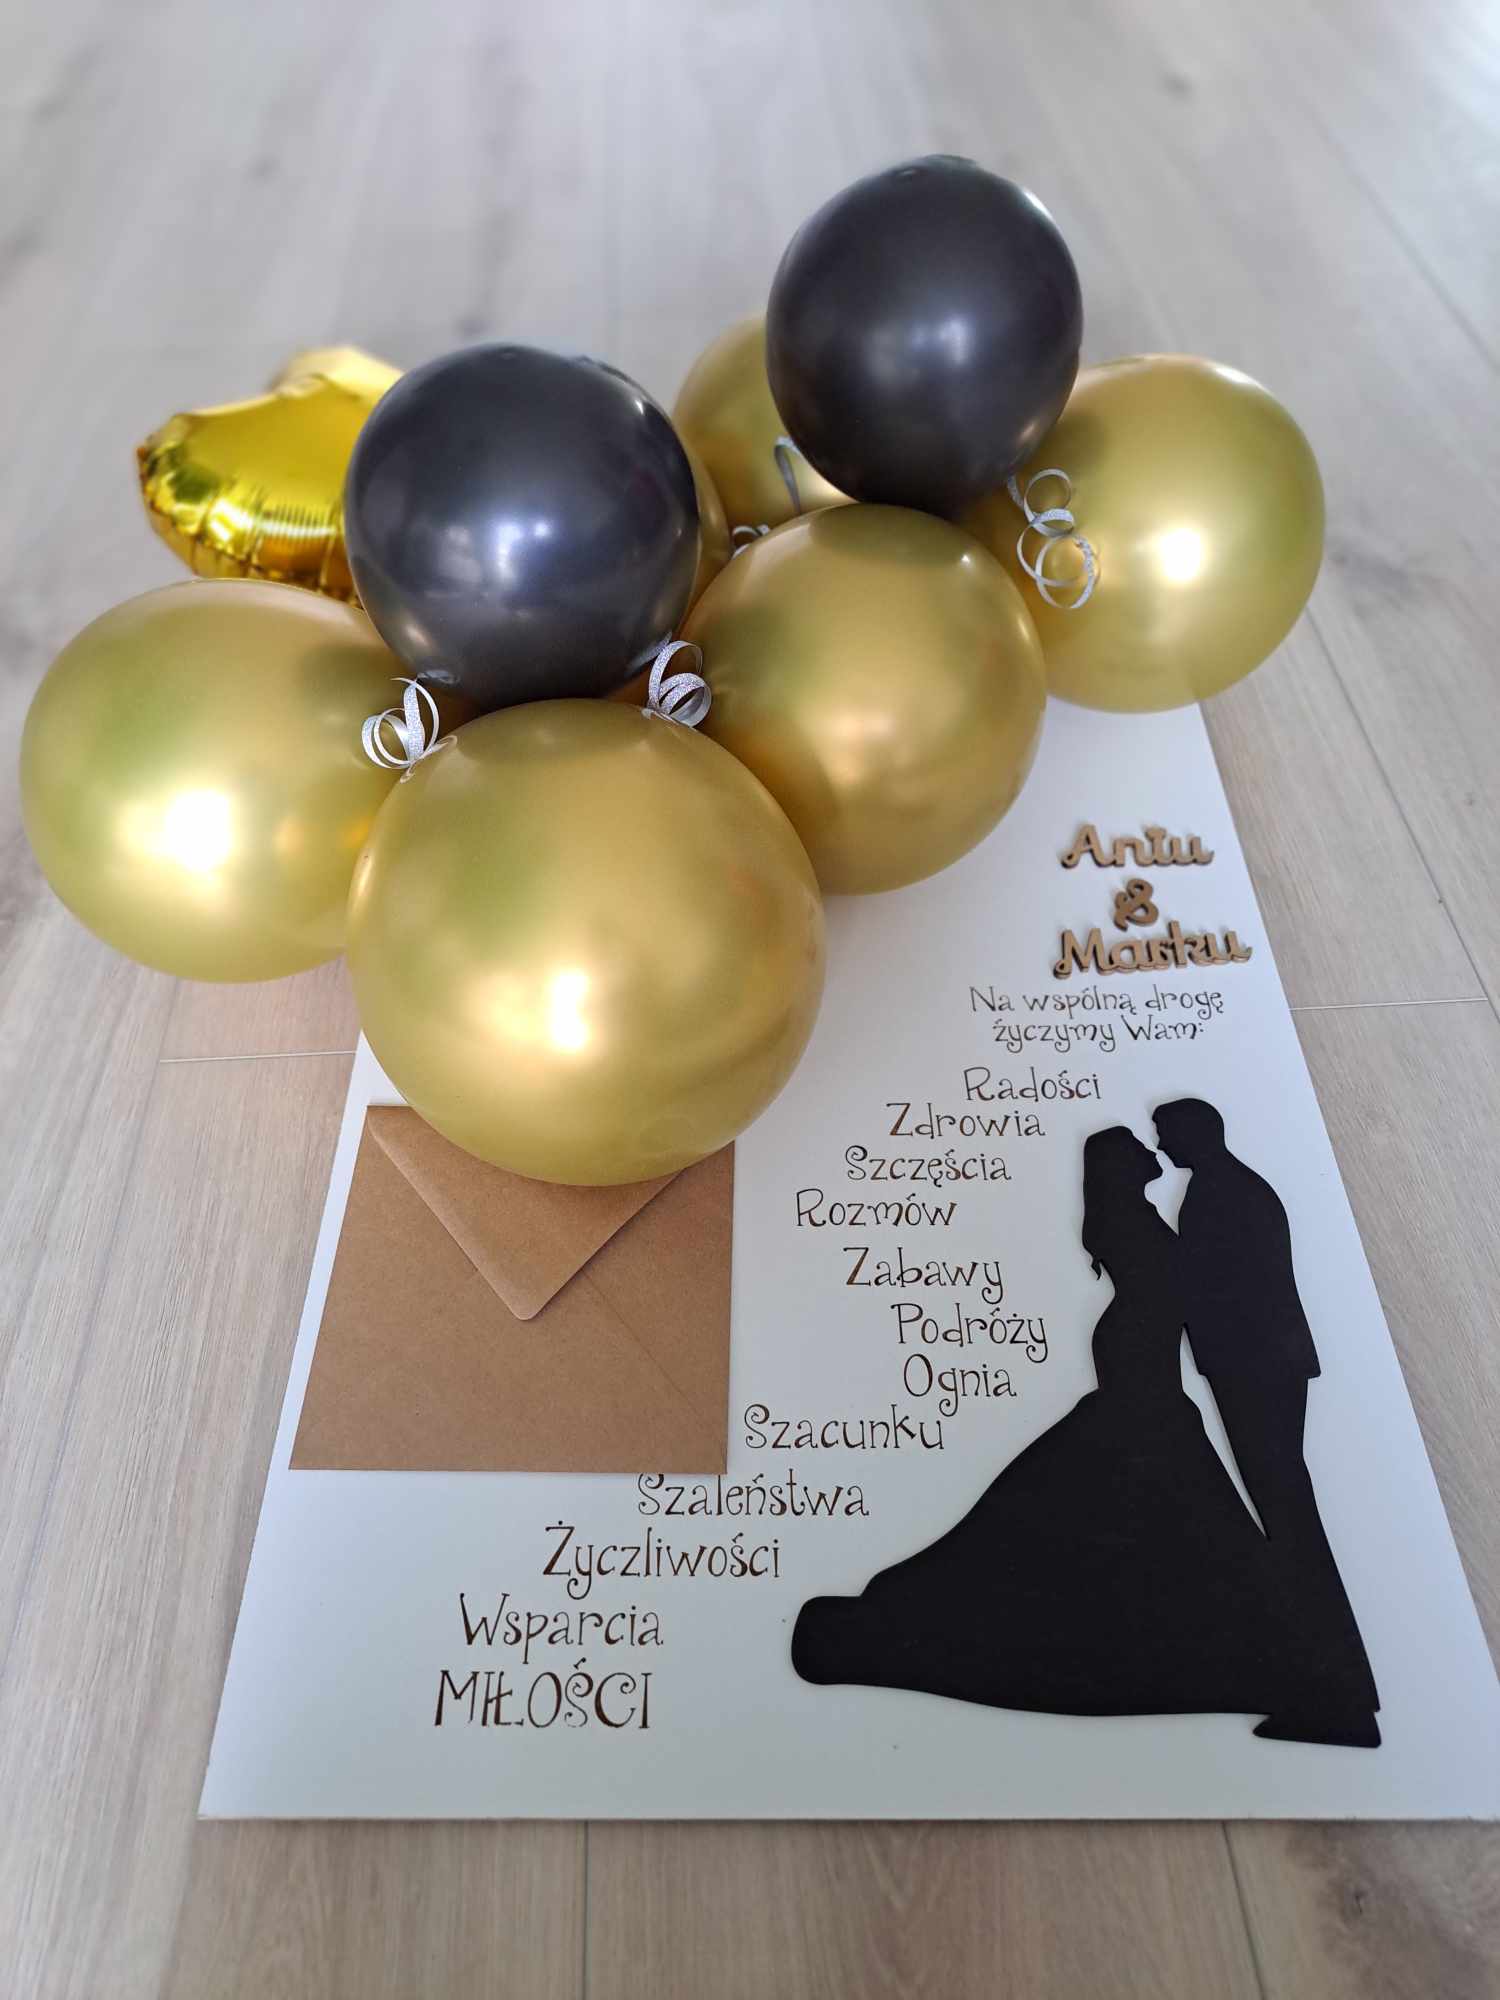 Aniu
&
Marku
Na wspólną drogę
życzymy Wam:
Radości
Zdrowia
Szczęścia
Rozmów
Zabawy
Podróży
Ognia
Szacunku
Szaleństwa
Życzliwości
Wsparcia
MIŁOŚCI